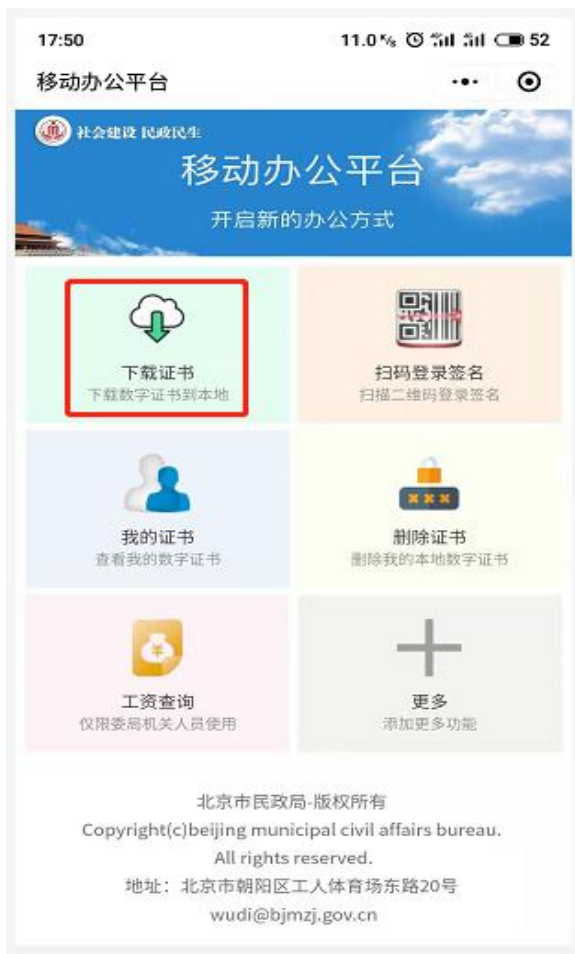 17:50
11.0 K/s 52
移动办公平台
社会建设 民政民生
移动办公平台
开启新的办公方式
下载证书
下载数字证书到本地
扫码登录签名
扫描二维码登录签名
我的证书
查看我的数字证书
删除证书
删除我的本地数字证书
工资查询
仅限委局机关人员使用
更多
添加更多功能
北京市民政局-版权所有
Copyright(c)beijing municipal civil affairs bureau.
All rights reserved.
地址：北京市朝阳区工人体育场东路20号
wudi@bjmzj.gov.cn